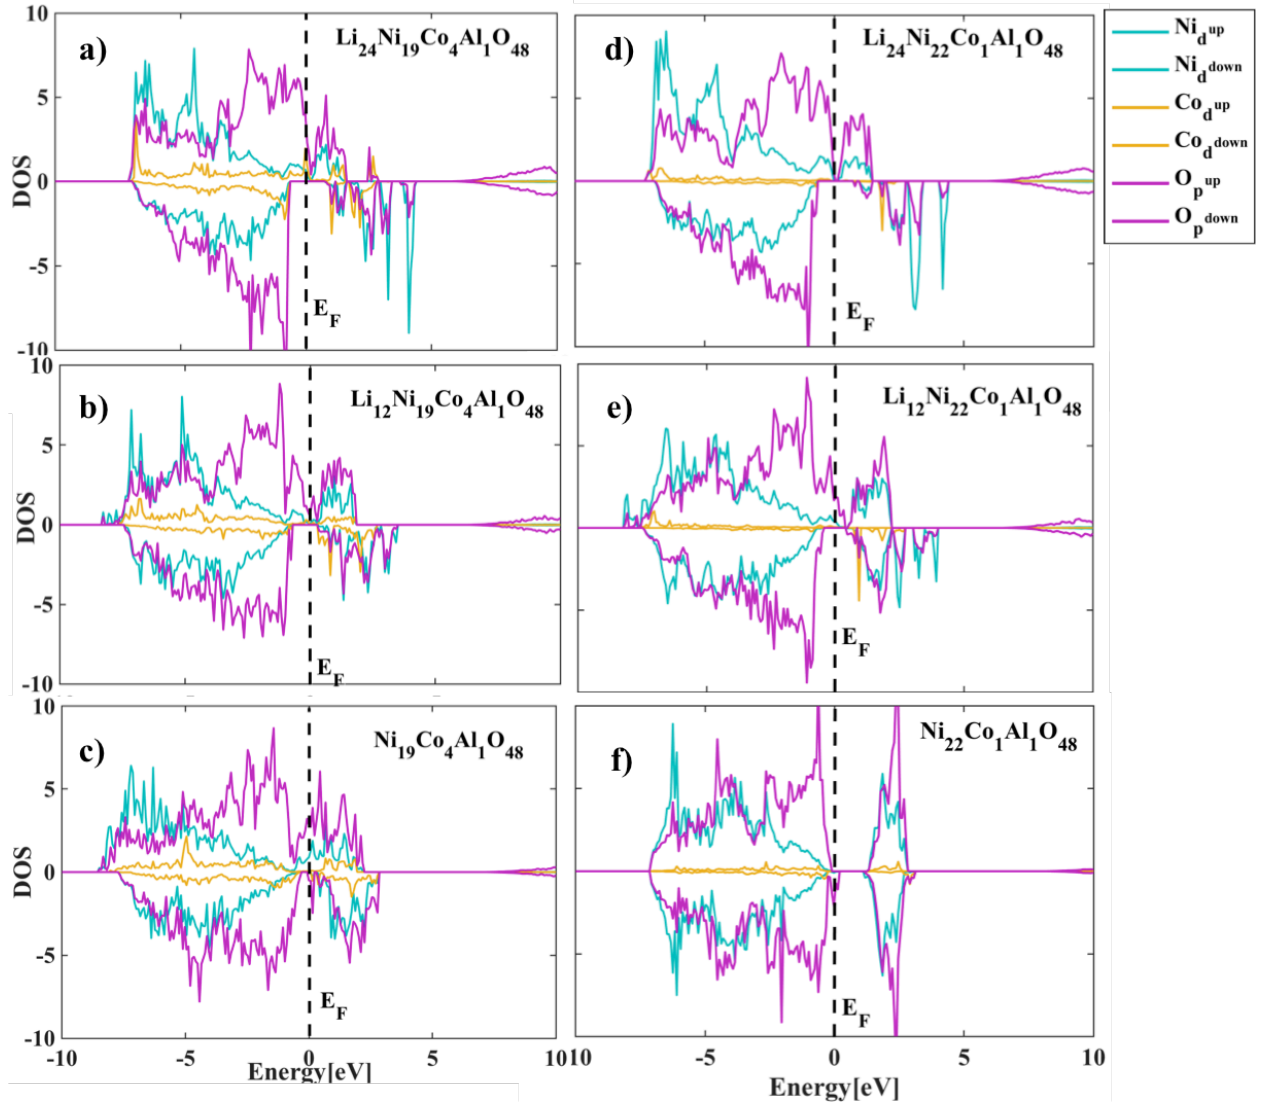 10
5
0
-5
-10
DOS
a)
Li24Ni19Co4Al1O48
EF
d)
Li24Ni22Co1Al1O48
EF
Nidup
Niddown
Codup
Coddown
Opup
Opdown
10
5
0
-5
-10
DOS
b)
Li12Ni19Co4Al1O48
EF
e)
Li12Ni22Co1Al1O48
EF
10
5
0
-5
-10
DOS
c)
Ni19Co4Al1O48
EF
f)
Ni22Co1Al1O48
EF
-10 -5 0 5 10
Energy[eV]
10 -5 0 5 10
Energy[eV]